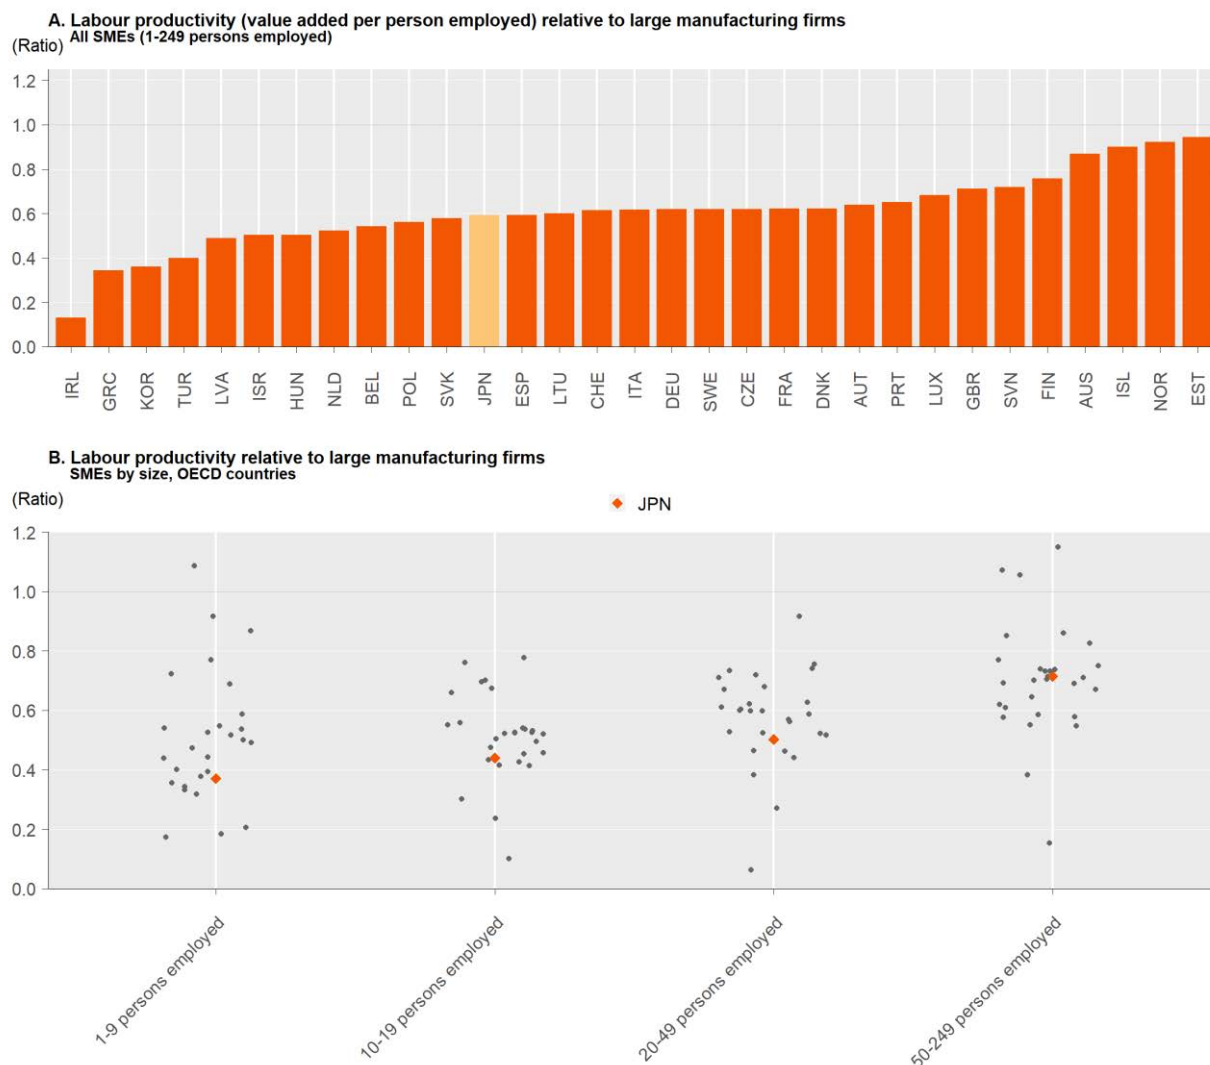 A. Labour productivity (value added per person employed) relative to large manufacturing firms
All SMEs (1-249 persons employed)
(Ratio)
1.2
1.0
0.8
0.6
0.4
0.2
0.0
IRL GRC KOR TUR LVA ISR HUN NLD BEL POL SVK JPN ESP LTU CHE ITA DEU SWE CZE FRA DNK AUT PRT LUX GBR SVN FIN AUS ISL NOR EST
B. Labour productivity relative to large manufacturing firms
SMEs by size, OECD countries
(Ratio)
JPN
1.2
1.0
0.8
0.6
0.4
0.2
0.0
1-9 persons employed
10-19 persons employed
20-49 persons employed
50-249 persons employed